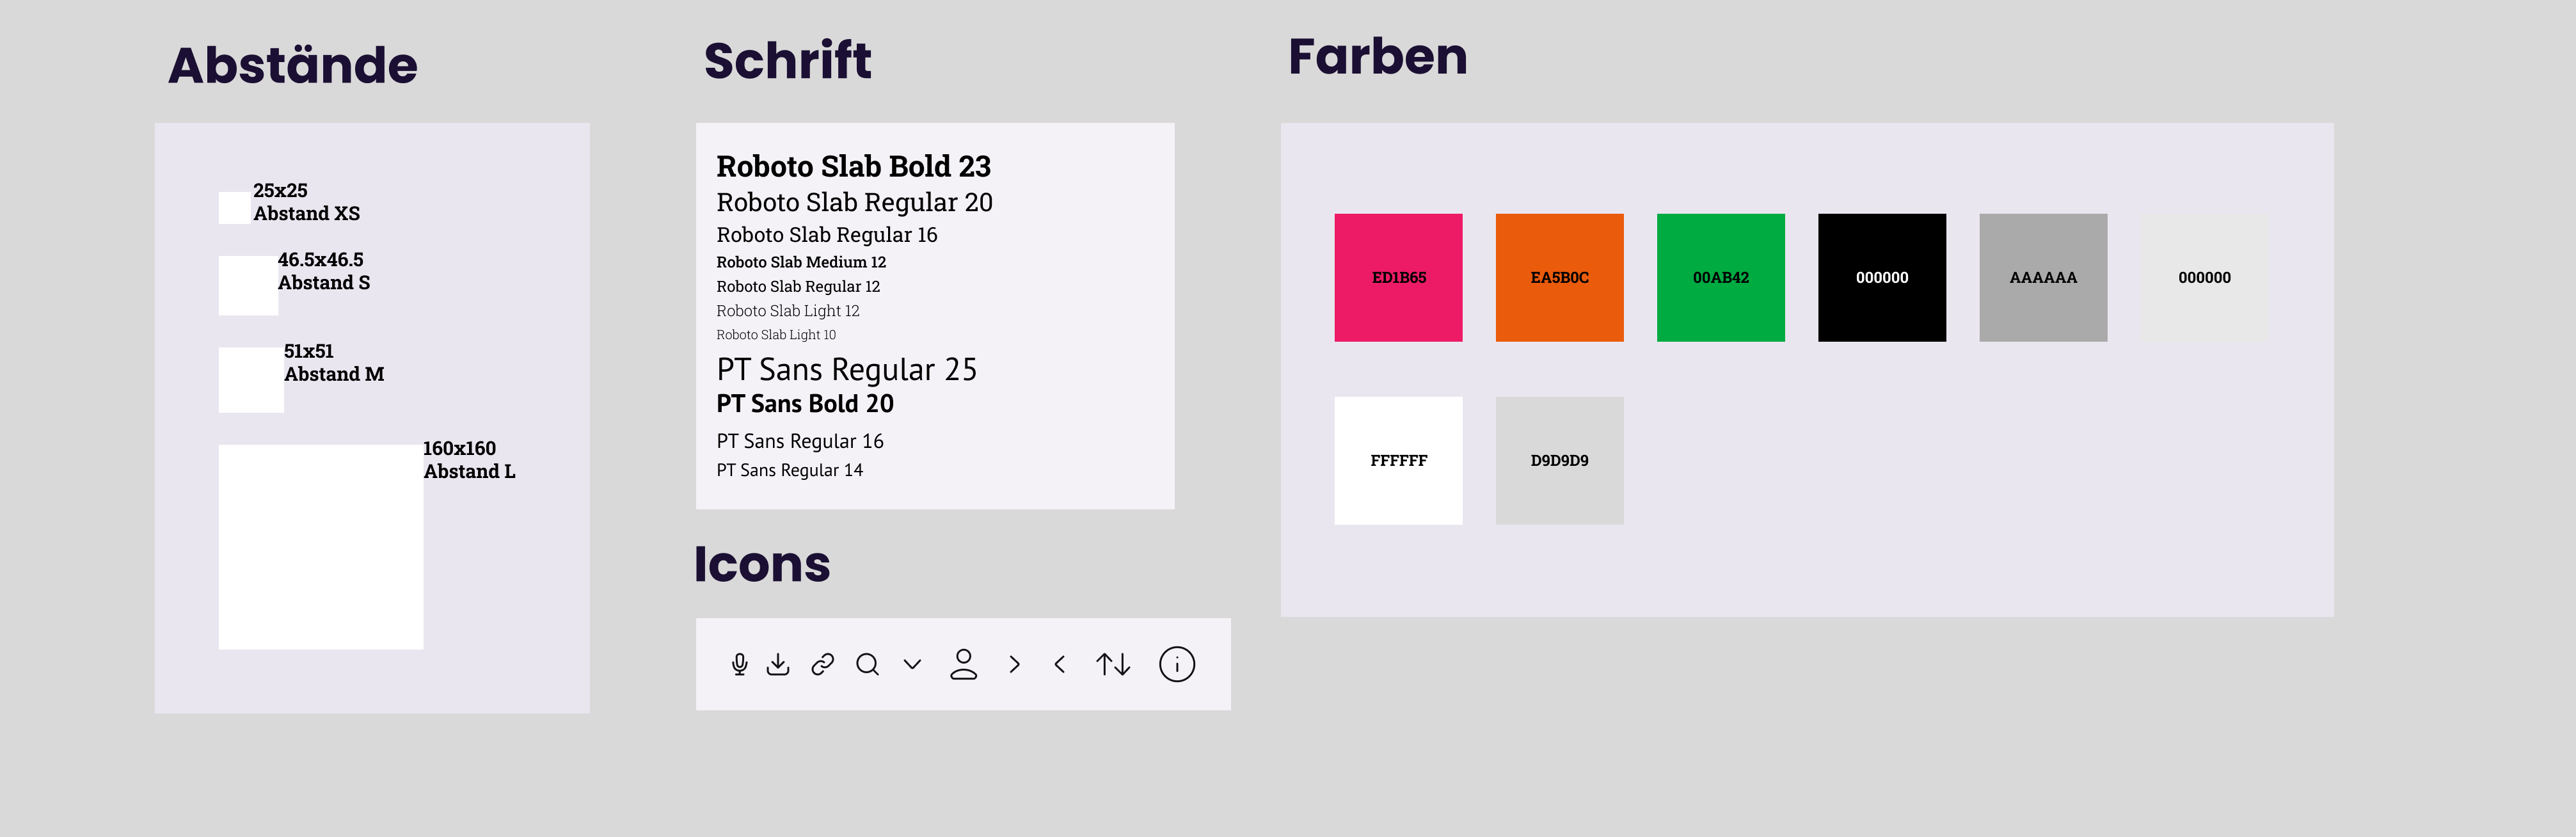 Abstände
25x25
Abstand XS
46.5x46.5
Abstand S
51x51
Abstand M
160x160
Abstand L
Schrift
Roboto Slab Bold 23
Roboto Slab Regular 20
Roboto Slab Regular 16
Roboto Slab Medium 12
Roboto Slab Regular 12
Roboto Slab Light 12
Roboto Slab Light 10
PT Sans Regular 25
PT Sans Bold 20
PT Sans Regular 16
PT Sans Regular 14
Icons
Farben
ED1B65
EA5B0C
00AB42
000000
AAAAAA
000000
FFFFFF
D9D9D9